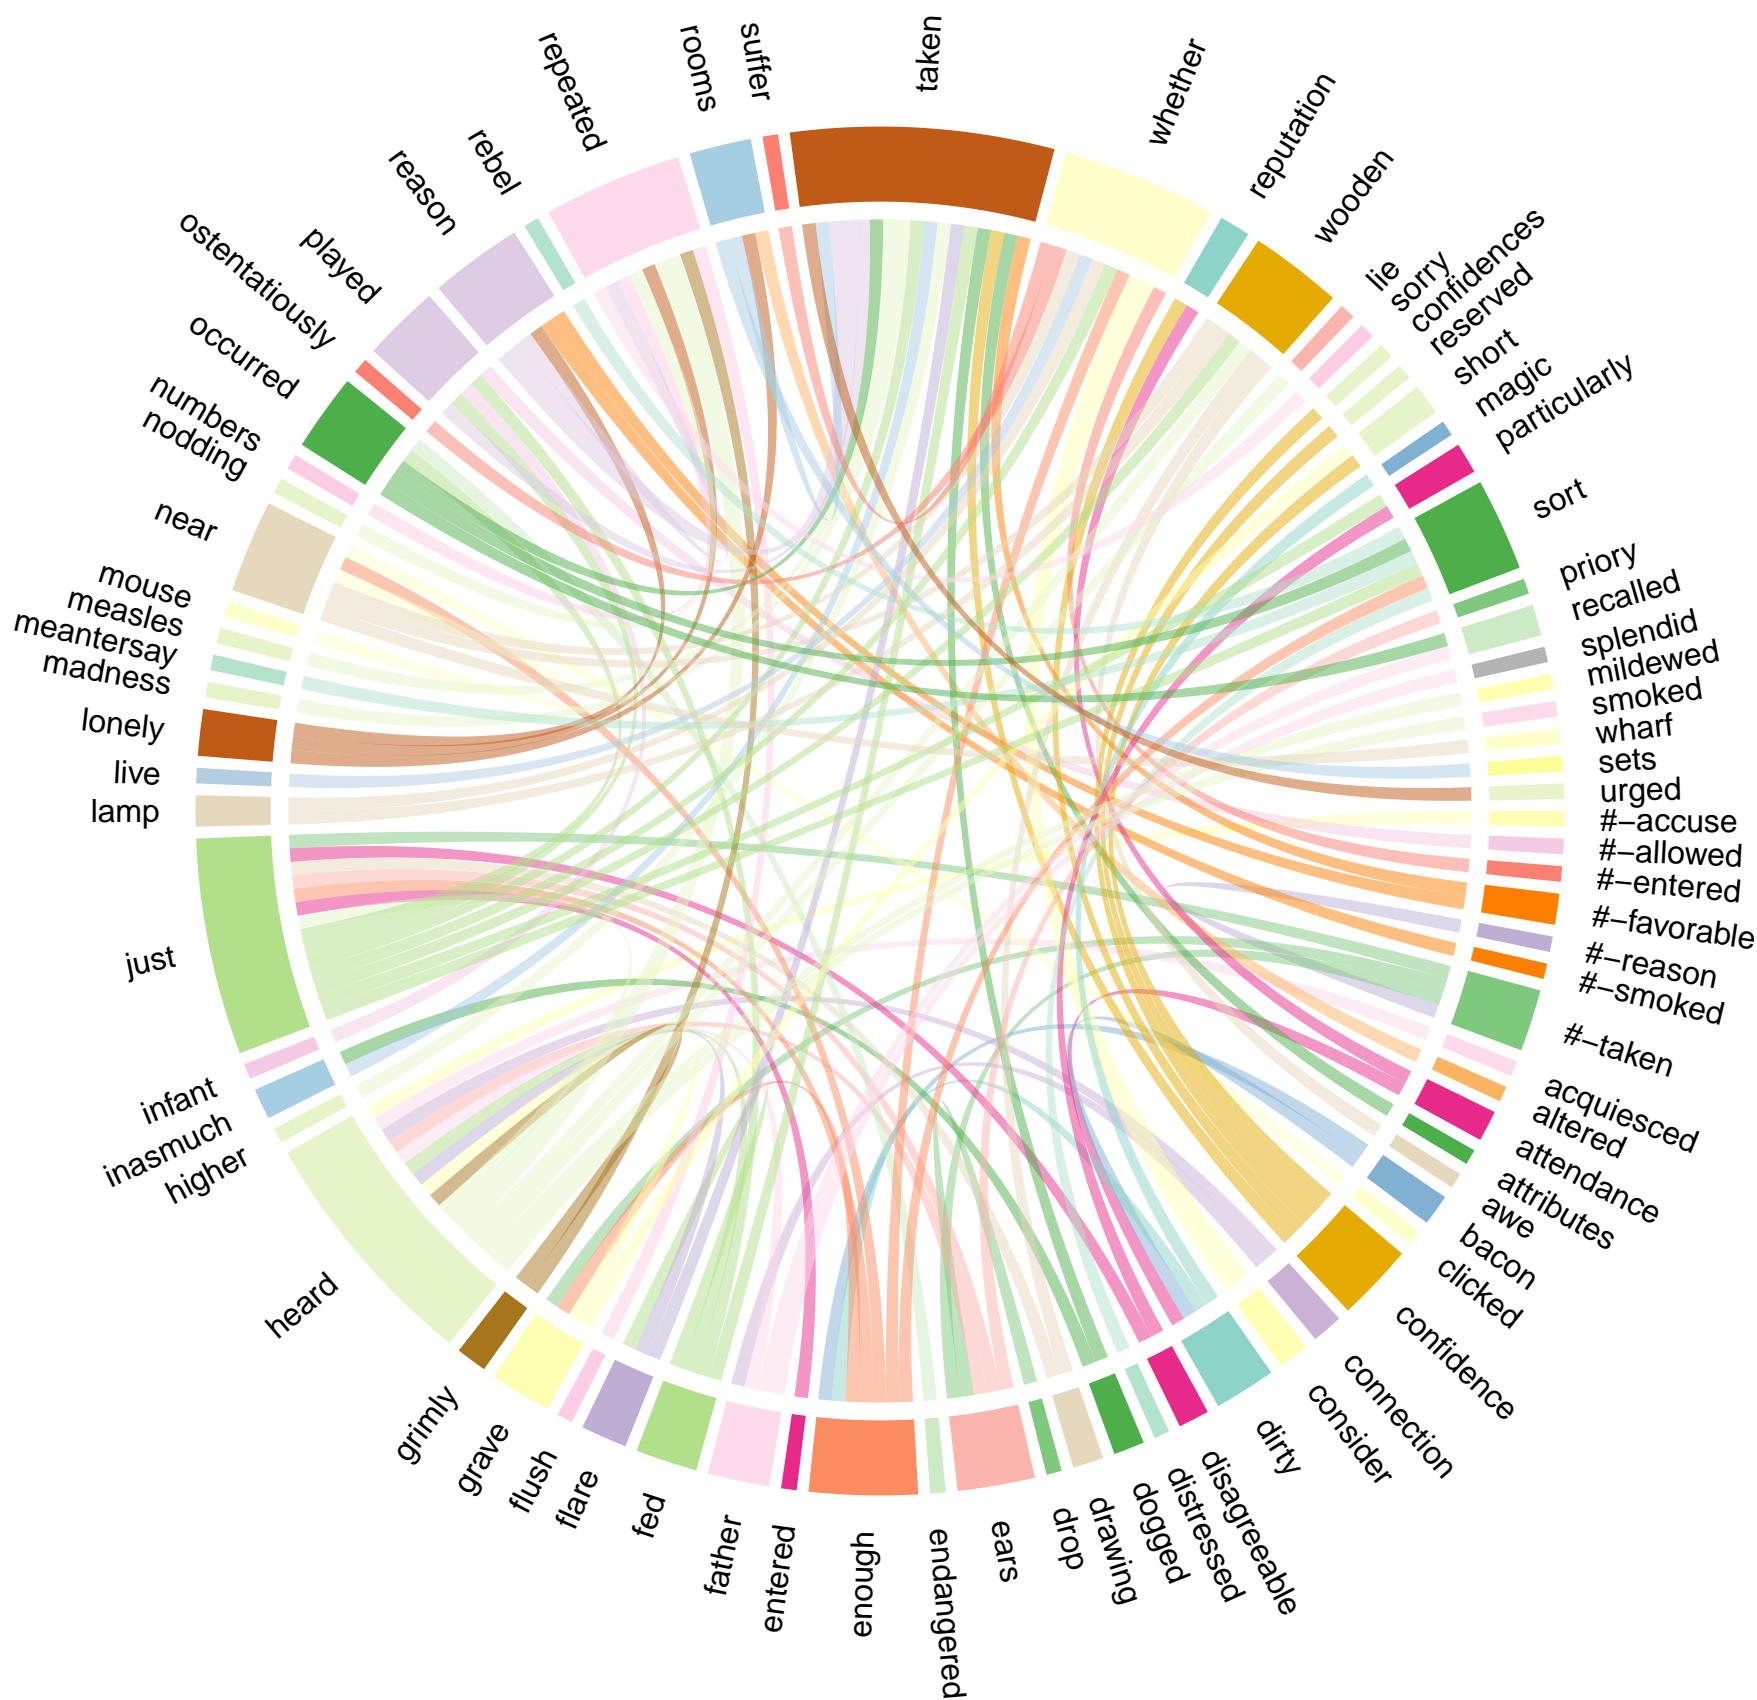 taken
whether
reputation
wooden
lie
sorry
confidences
reserved
short
magic
particularly
sort
priory
recalled
splendid
mildewed
smoked
wharf
sets
urged
#−accuse
#−allowed
#−entered
#−favorable
#−reason
#−smoked
#−taken
acquiesced
altered
attendance
attributes
awe
bacon
clicked
confidence
connection
consider
dirty
disagreeable
distressed
dogged
drawing
drop
ears
endangered
enough
entered
father
fed
flare
flush
grave
grimly
heard
higher
inasmuch
infant
just
lamp
live
lonely
madness
meantersay
measles
mouse
near
nodding
numbers
occurred
ostentatiously
played
reason
rebel
repeated
rooms
suffer